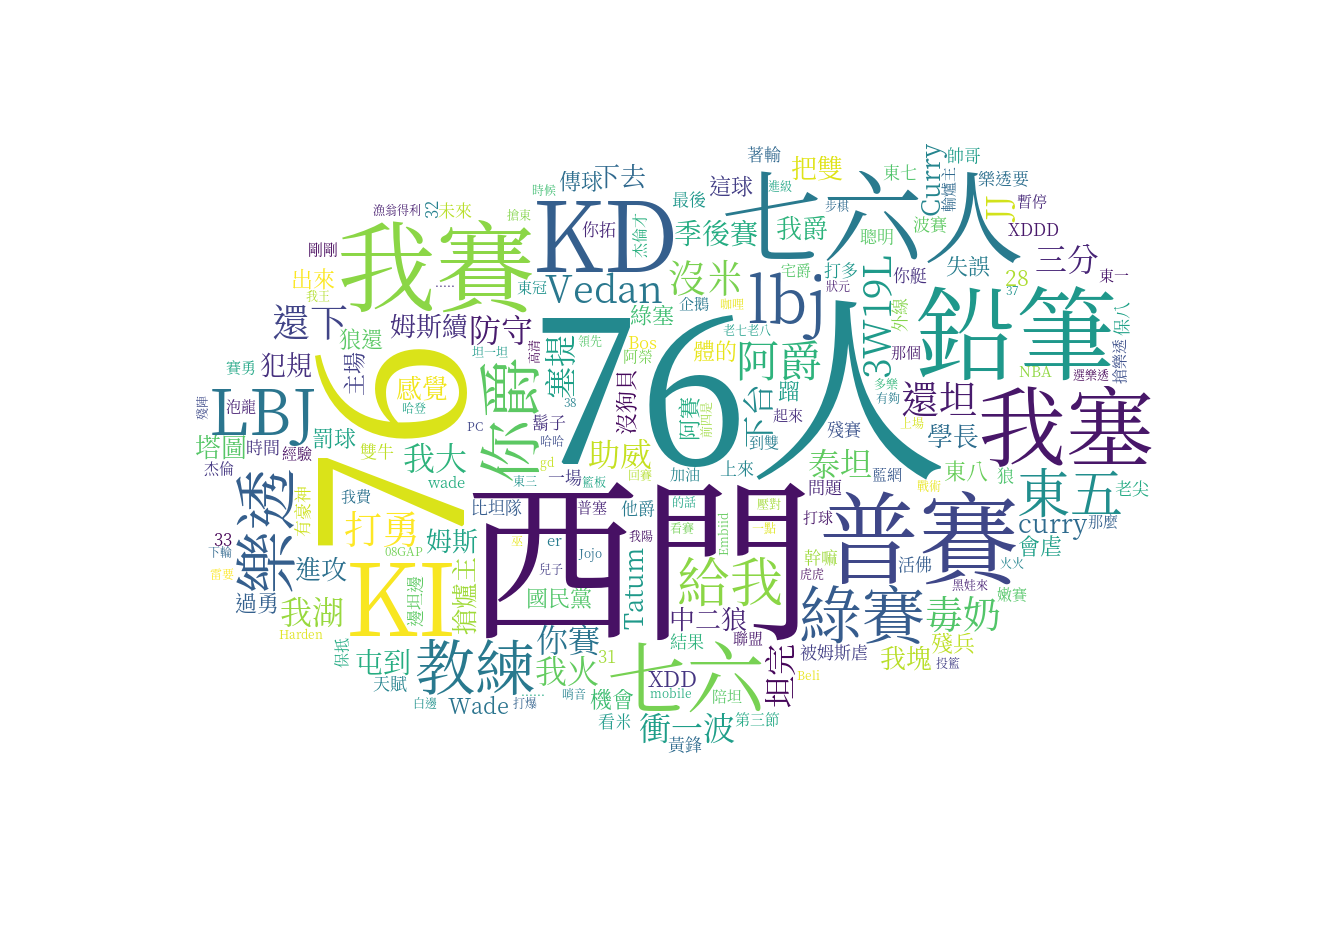 著輸
把雙
東七
Curry
帥哥
傳球
下去
最後
這球
進級
七六人
輸爐主
樂透要
時候
步棋
JJ
暫停
漁翁得利
32
未來
搶東
KD
你拓
杰倫才
季後賽
我爵
聰明
波賽
XDDD
剛剛
我賽
沒米
宅爵
打多
3W19L
你艇
失誤
三分
出來
我王
......
東冠
Vedan
企鵝
咖哩
lbj
狀元
外線
鉛筆
28
37
東一
還下
姆斯續
防守
綠塞
老七老八
保八
狼還
坦一坦
高潮
塞提
領先
Bos
體的
阿爵
那個
搶樂透
賽勇
主場
犯規
76
感覺
阿榮
76人
蹓
多樂
NBA
選樂透
殘陣
泡龍
LBJ
哈登
你爵
38
沒狗貝
阿賽
前四是
下台
起來
有夠
還坦
我塞
PC
鬍子
哈哈
到雙
殘賽
上場
塔圖
時間
罰球
經驗
雙牛
我大
gd
助威
回賽
學長
杰倫
wade
東三
一場
籃板
加油
上來
泰坦
藍網
東八
狼
樂透
有豪神
我費
比坦隊
普塞
他爵
的話
壓對
問題
戰術
東五
老尖
打勇
西門
打球
普賽
curry
那麼
33
下輪
姆斯
巫
er
Jojo
我陽
看賽
Embiid
一點
會虐
雷要
進攻
08GAP
兒子
幹嘛
活佛
火火
過勇
KI
搶爐主
國民黨
Tatum
給我
虎虎
黑娃來
嫩賽
我湖
邊坦邊
中二狼
綠賽
毒奶
Harden
你賽
結果
聯盟
被姆斯虐
殘兵
保抵
屯到
教練
我火
31
七六
XDD
坦完
Beli
我塊
投籃
天賦
......
哨音
機會
mobile
陪坦
白邊
Wade
打爆
看米
衝一波
第三節
黃鋒